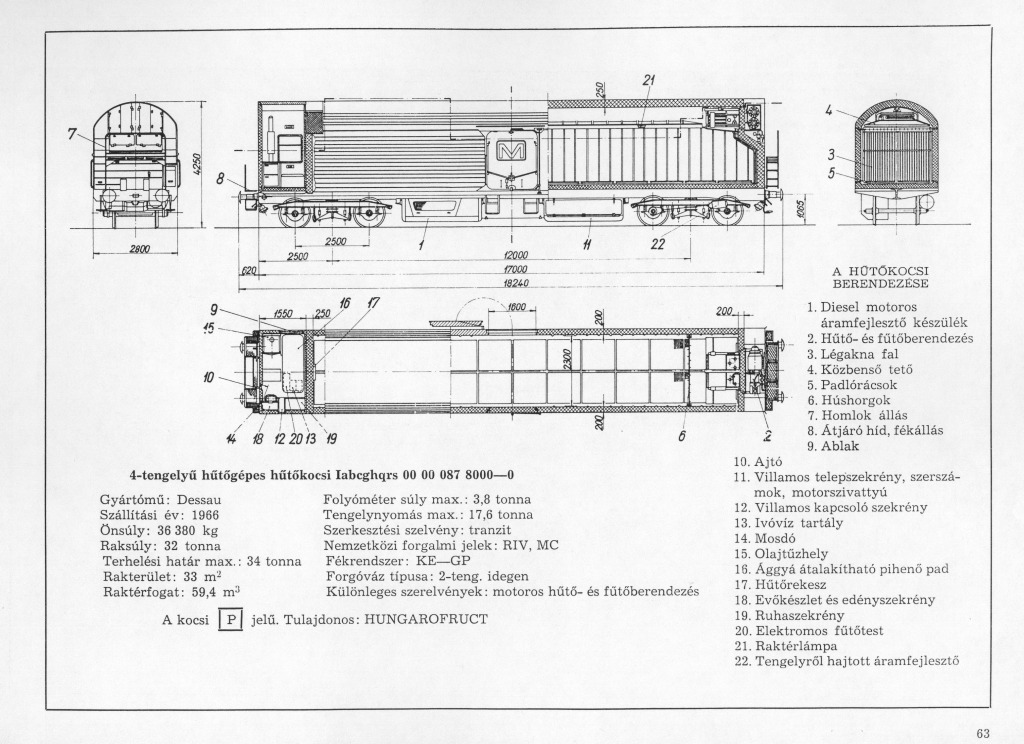 250
21
7
4250
8
4
3
5
M
1065
2500
1
11
22
2800
2500
12000
620
17000
18240
A HŰTŐKOCSI
BERENDEZÉSE
1. Diesel motoros
áramfejlesztő készülék
2. Hűtő- és fűtőberendezés
3. Légakna fal
4. Közbenső tető
5. Padlórácsok
6. Húshorgok
7. Homlok állás
8. Átjáró híd, fékállás
9. Ablak
10. Ajtó
11. Villamos telepszekrény, szerszá-
mok, motorszivattyú
12. Villamos kapcsoló szekrény
13. Ivóvíz tartály
14. Mosdó
15. Olajtűzhely
16. Ággyá átalakítható pihenő pad
17. Hűtőrekesz
18. Evőkészlet és edényszekrény
19. Ruhaszekrény
20. Elektromos fűtőtest
21. Raktérlámpa
22. Tengelyről hajtott áramfejlesztő
9
16
17
15
1550
250
1600
200
200
2300
10
14
18
12
20
13
19
200
6
2
4-tengelyű hűtőgépes hűtőkocsi Iabcghqrs 00 00 087 8000—0
Gyártómű: Dessau
Szállítási év: 1966
Önsúly: 36 380 kg
Raksúly: 32 tonna
Terhelési határ max.: 34 tonna
Rakterület: 33 m²
Raktérfogat: 59,4 m³
Folyóméter súly max.: 3,8 tonna
Tengelynyomás max.: 17,6 tonna
Szerkesztési szelvény: tranzit
Nemzetközi forgalmi jelek: RIV, MC
Fékrendszer: KE—GP
Forgóváz típusa: 2-teng. idegen
Különleges szerelvények: motoros hűtő- és fűtőberendezés
A kocsi P jelű. Tulajdonos: HUNGAROFRUCT
63